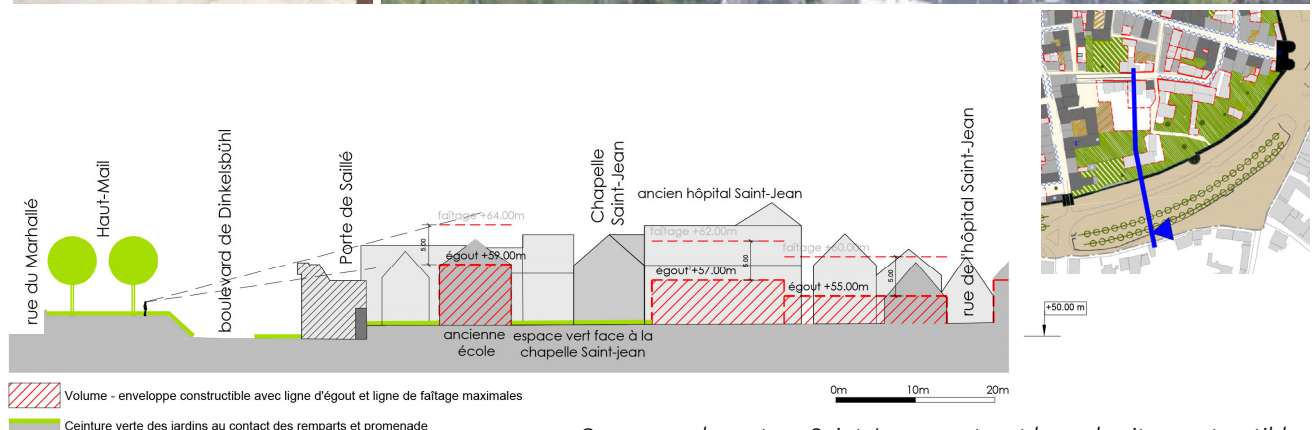 rue du Marhallé
Haut-Mail
boulevard de Dinkelsbühl
Porte de Saillé
faîtage +64.00m
5.00
égout +59.00m
ancienne
école
espace vert face à la
chapelle Saint-jean
Chapelle
Saint-Jean
ancien hôpital Saint-Jean
faîtage +62.00m
5.00
égout +57.00m
faîtage +60.00m
5.00
égout +55.00m
rue de l'hôpital Saint-Jean
+50.00 m
0m 10m 20m
Volume - enveloppe constructible avec ligne d'égout et ligne de faîtage maximales
Ceinture verte des jardins au contact des remparts et promenade